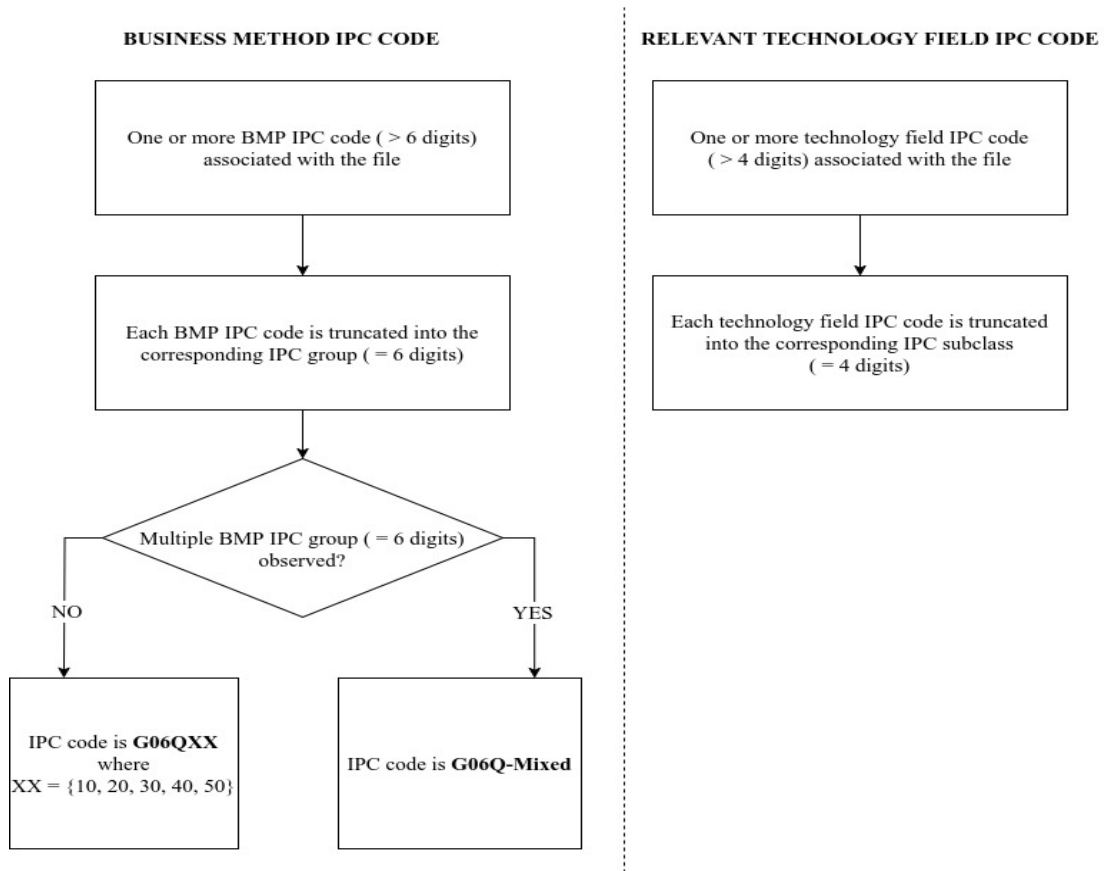 BUSINESS METHOD IPC CODE
One or more BMP IPC code ( > 6 digits)
associated with the file
Each BMP IPC code is truncated into the
corresponding IPC group ( = 6 digits)
Multiple BMP IPC group ( = 6 digits)
observed?
NO
YES
IPC code is G06QXX
where
XX = {10, 20, 30, 40, 50}
IPC code is G06Q-Mixed
RELEVANT TECHNOLOGY FIELD IPC CODE
One or more technology field IPC code
( > 4 digits) associated with the file
Each technology field IPC code is truncated
into the corresponding IPC subclass
( = 4 digits)